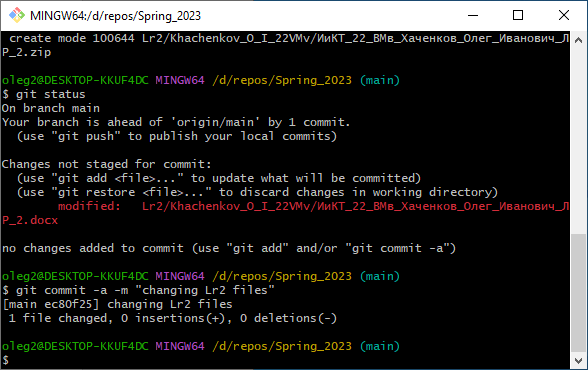 MINGW64:/d/repos/Spring_2023
create mode 100644 Lr2/Khachenkov_O_I_22VMv/ИиКТ_22_ВМв_Хаченков_Олег_Иванович_Л
Р_2.zip
oleg2@DESKTOP-KKUF4DC MINGW64 /d/repos/Spring_2023 (main)
$ git status
On branch main
Your branch is ahead of 'origin/main' by 1 commit.
(use "git push" to publish your local commits)
Changes not staged for commit:
(use "git add <file>..." to update what will be committed)
(use "git restore <file>..." to discard changes in working directory)
modified: Lr2/Khachenkov_O_I_22VMv/ИиКТ_22_ВМв_Хаченков_Олег_Иванович_Л
Р_2.docx
no changes added to commit (use "git add" and/or "git commit -a")
oleg2@DESKTOP-KKUF4DC MINGW64 /d/repos/Spring_2023 (main)
$ git commit -a -m "changing Lr2 files"
[main ec80f25] changing Lr2 files
1 file changed, 0 insertions(+), 0 deletions(-)
oleg2@DESKTOP-KKUF4DC MINGW64 /d/repos/Spring_2023 (main)
$